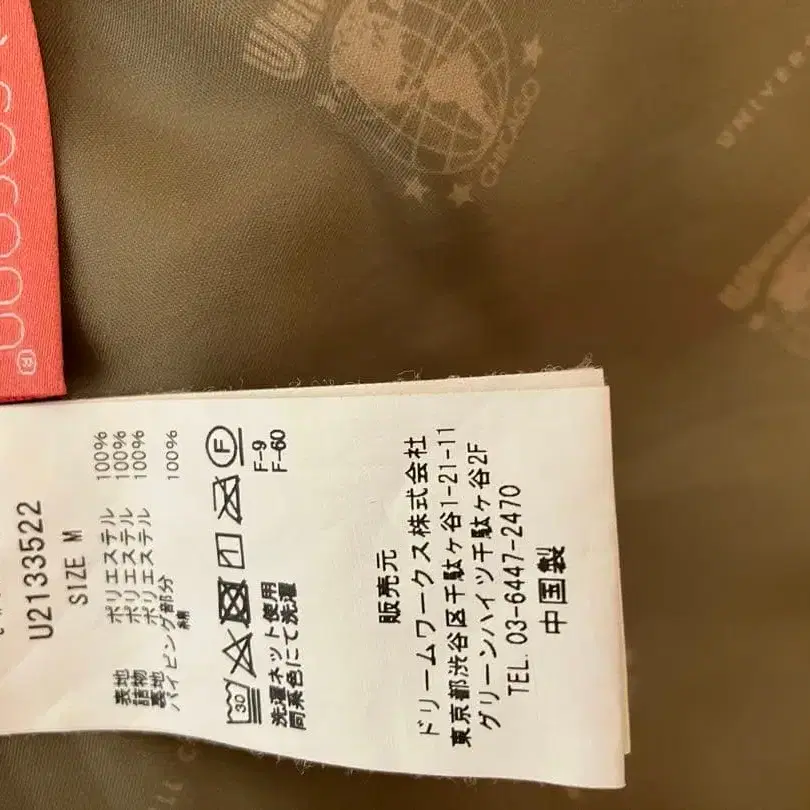 U2133522
SIZE M
表地 ポリエステル 100%
詰物 ポリエステル 100%
裏地 ポリエステル 100%
パイピング部分
綿 100%
30
F
F-9
F-60
洗濯ネット使用
同系色にて洗濯
販売元
ドリームワークス株式会社
東京都渋谷区千駄ヶ谷1-21-11
グリーンハイツ千駄ヶ谷2F
TEL. 03-6447-2470
中国製
CHICAGO